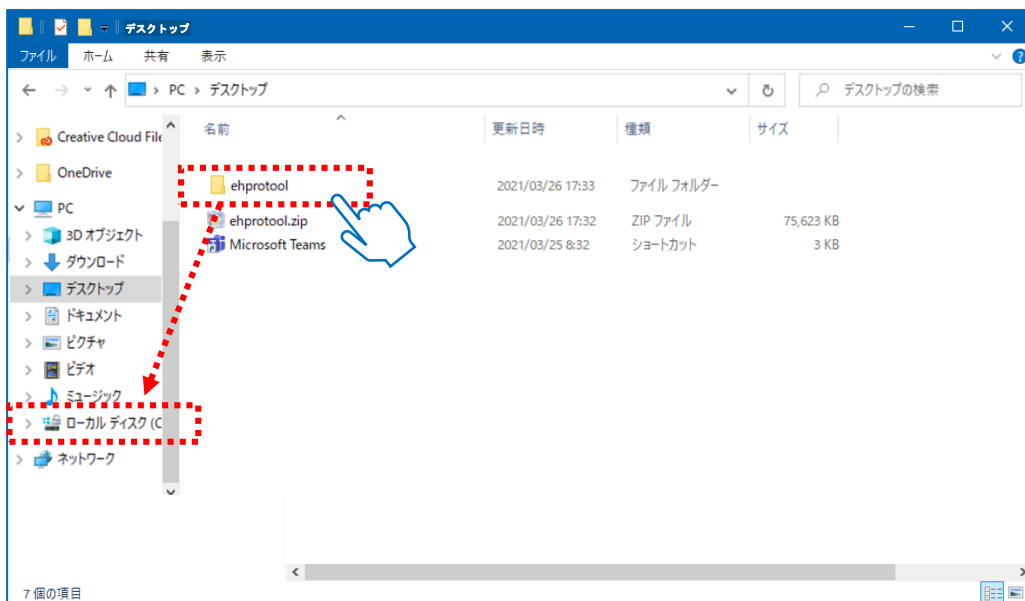 デスクトップ
ファイル ホーム 共有 表示
PC デスクトップ デスクトップの検索
名前 更新日時 種類 サイズ
Creative Cloud File
OneDrive
PC
3D オブジェクト
ダウンロード
デスクトップ
ドキュメント
ピクチャ
ビデオ
ミュージック
ローカル ディスク (C
ネットワーク
ehprotool 2021/03/26 17:33 ファイル フォルダー
ehprotool.zip 2021/03/26 17:32 ZIP ファイル 75,623 KB
Microsoft Teams 2021/03/25 8:32 ショートカット 3 KB
7 個の項目